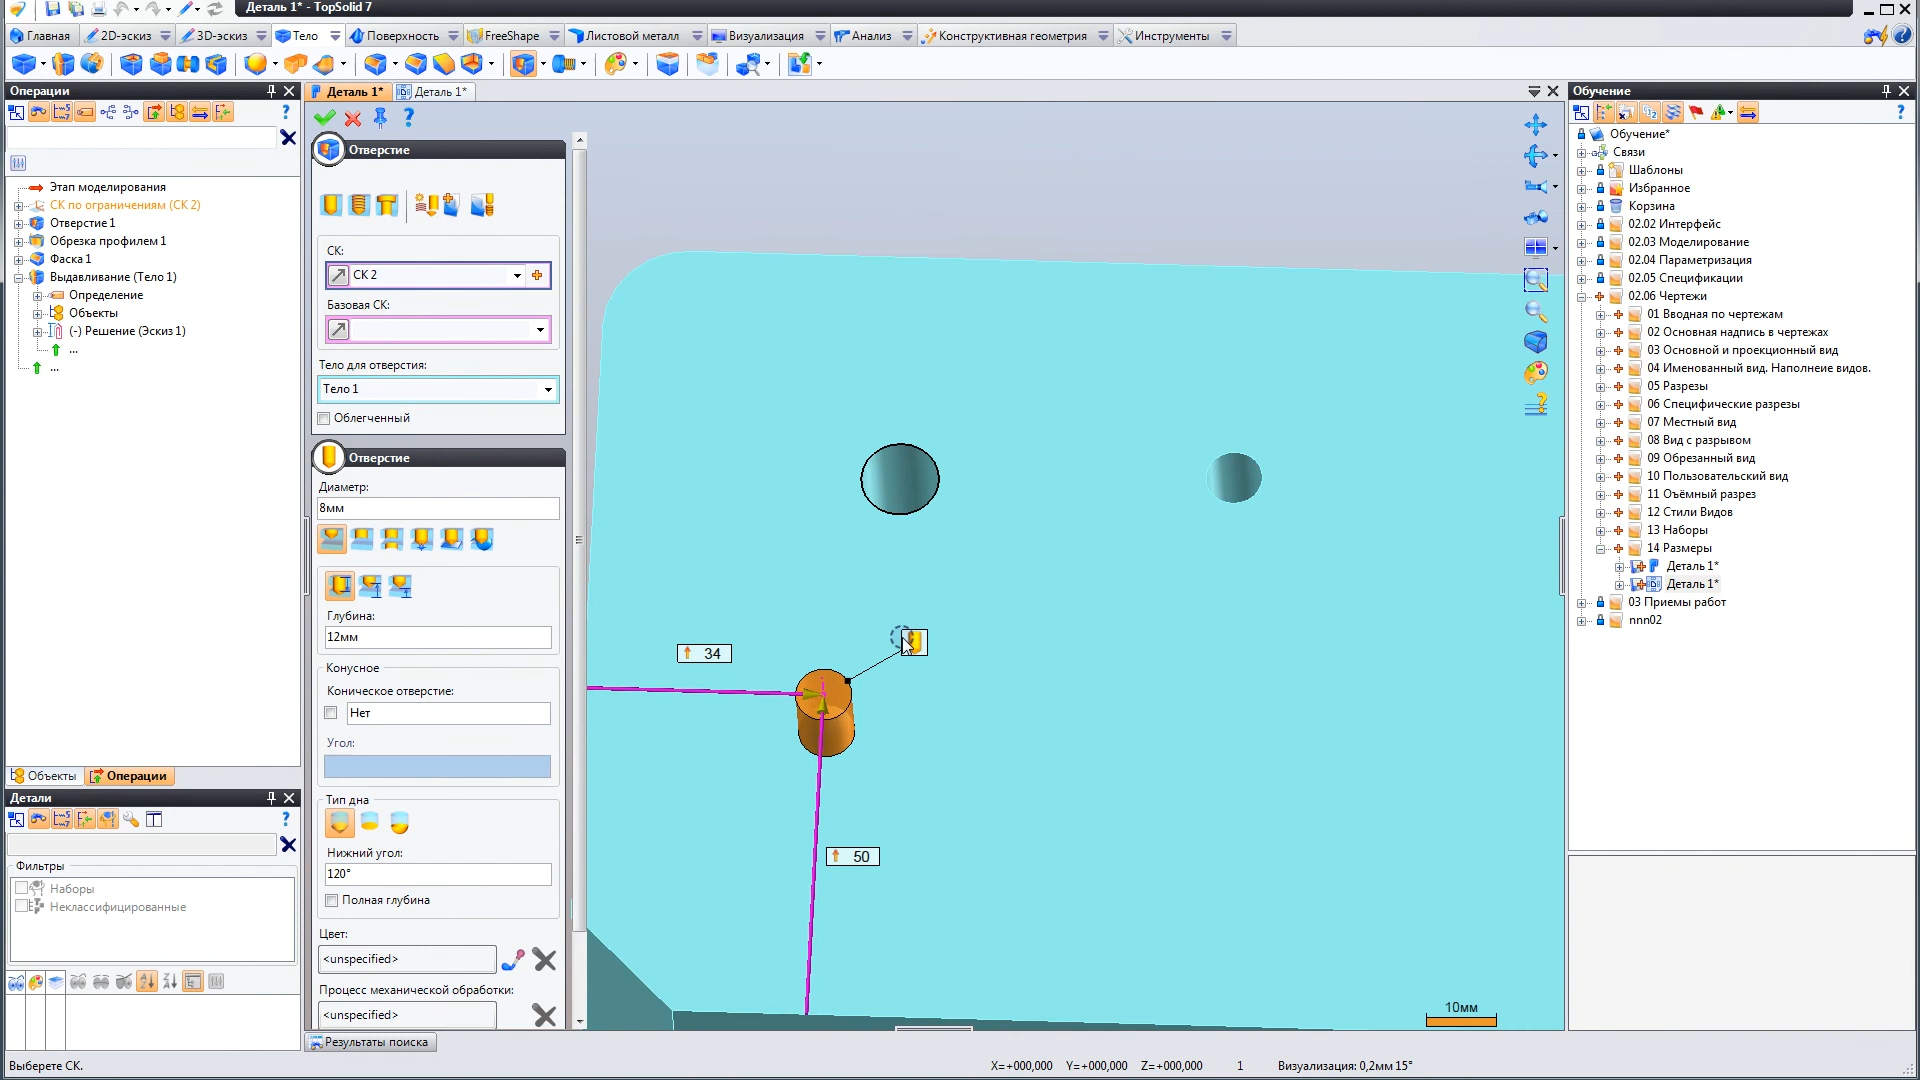 Деталь 1* - TopSolid 7
Главная
2D-эскиз
3D-эскиз
Тело
Поверхность
FreeShape
Листовой металл
Визуализация
Анализ
Конструктивная геометрия
Инструменты
Операции
Этап моделирования
СК по ограничениям (СК 2)
Отверстие 1
Обрезка профилем 1
Фаска 1
Выдавливание (Тело 1)
Определение
Объекты
(-) Решение (Эскиз 1)
...
...
Объекты
Операции
Детали
Фильтры
Наборы
Неклассифицированные
Деталь 1*
Деталь 1*
Отверстие
СК:
СК 2
Базовая СК:
Тело для отверстия:
Тело 1
Облегченный
Отверстие
Диаметр:
8мм
Глубина:
12мм
Конусное
Коническое отверстие:
Нет
Угол:
Тип дна
Нижний угол:
120°
Полная глубина
Цвет:
<unspecified>
Процесс механической обработки:
<unspecified>
Результаты поиска
34
50
10мм
Обучение
Обучение*
Связи
Шаблоны
Избранное
Корзина
02.02 Интерфейс
02.03 Моделирование
02.04 Параметризация
02.05 Спецификации
02.06 Чертежи
01 Вводная по чертежам
02 Основная надпись в чертежах
03 Основной и проекционный вид
04 Именованный вид. Наполнеие видов.
05 Разрезы
06 Специфические разрезы
07 Местный вид
08 Вид с разрывом
09 Обрезанный вид
10 Пользовательский вид
11 Оъёмный разрез
12 Стили Видов
13 Наборы
14 Размеры
Деталь 1*
Деталь 1*
03 Приемы работ
nnn02
Выберете СК.
X=+000,000 Y=+000,000 Z=+000,000 1 Визуализация: 0,2мм 15°